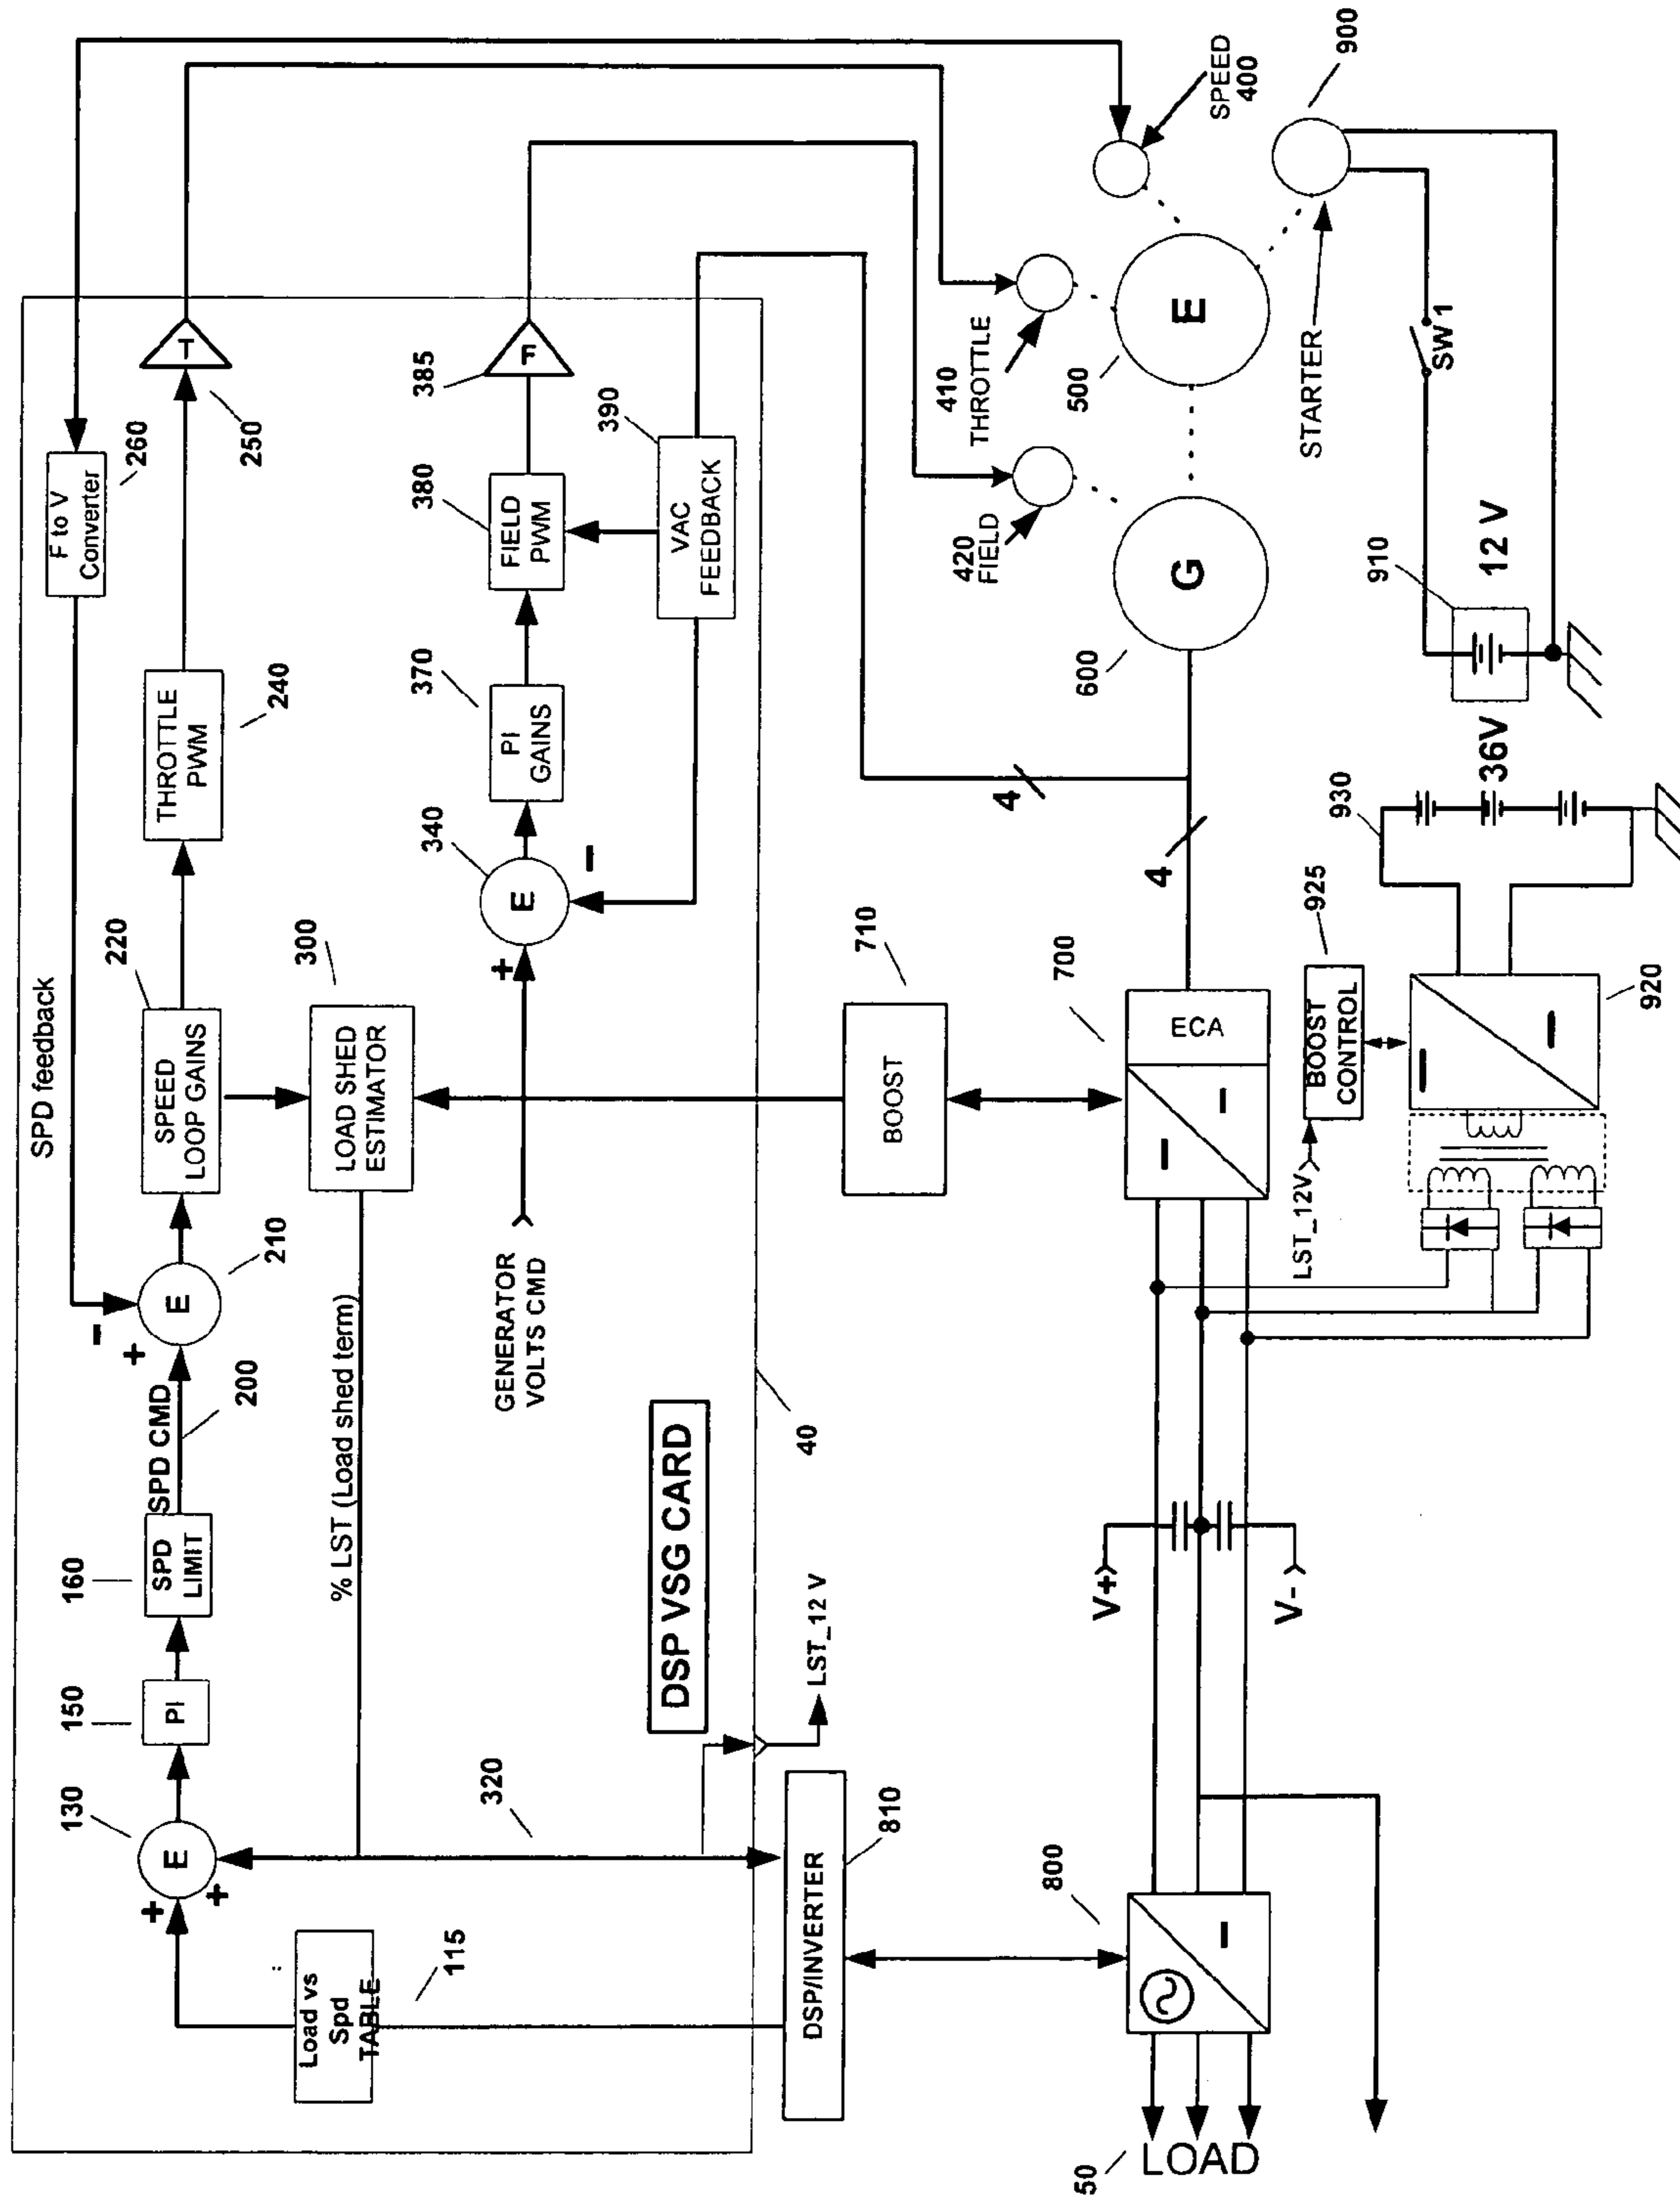 SPD feedback
F to V
Converter
260
130
150
160
SPD CMD
200
210
220
240
250
T
E
PI
SPD
LIMIT
E
SPEED
LOOP GAINS
THROTTLE
PWM
+
+
+
-
Load vs
Spd
TABLE
115
% LST (Load shed term)
LOAD SHED
ESTIMATOR
300
320
GENERATOR
VOLTS CMD
+
-
E
340
PI
GAINS
370
FIELD
PWM
380
F
385
VAC
FEEDBACK
390
DSP VSG CARD
40
LST_12 V
DSP/INVERTER
810
BOOST
710
4
4
420
FIELD
410
THROTTLE
SPEED
400
800
700
ECA
600
G
500
E
900
STARTER
SW1
V+
V-
50
LOAD
LST_12V
BOOST
CONTROL
925
920
930
36V
910
12 V